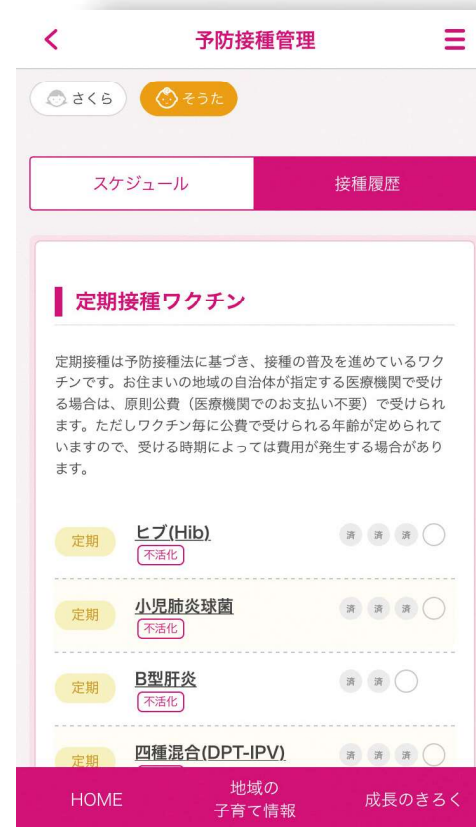 予防接種管理
さくら
そうた
スケジュール
接種履歴
定期接種ワクチン
定期接種は予防接種法に基づき、接種の普及を進めているワク
チンです。お住まいの地域の自治体が指定する医療機関で受け
る場合は、原則公費（医療機関でのお支払い不要）で受けられ
ます。ただしワクチン毎に公費で受けられる年齢が定められて
いますので、受ける時期によっては費用が発生する場合があり
ます。
定期 ヒブ(Hib) 済 済 済
不活化
定期 小児肺炎球菌 済 済 済
不活化
定期 B型肝炎 済 済
不活化
定期 四種混合(DPT-IPV) 済 済 済
HOME
地域の
子育て情報
成長のきろく